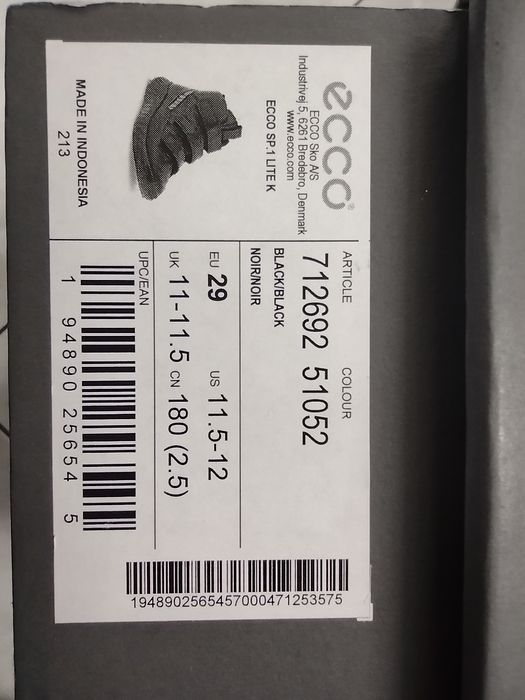 ecco®
ECCO Sko A/S
Industrivej 5, 6261 Bredebro, Denmark
www.ecco.com
ECCO SP.1 LITE K
MADE IN INDONESIA
213
ARTICLE COLOUR
712692 51052
BLACK/BLACK
NOIR/NOIR
EU 29 US 11.5-12
UK 11-11.5 CN 180 (2.5)
UPC/EAN
1 94890 25654 5
1948902565457000471253575